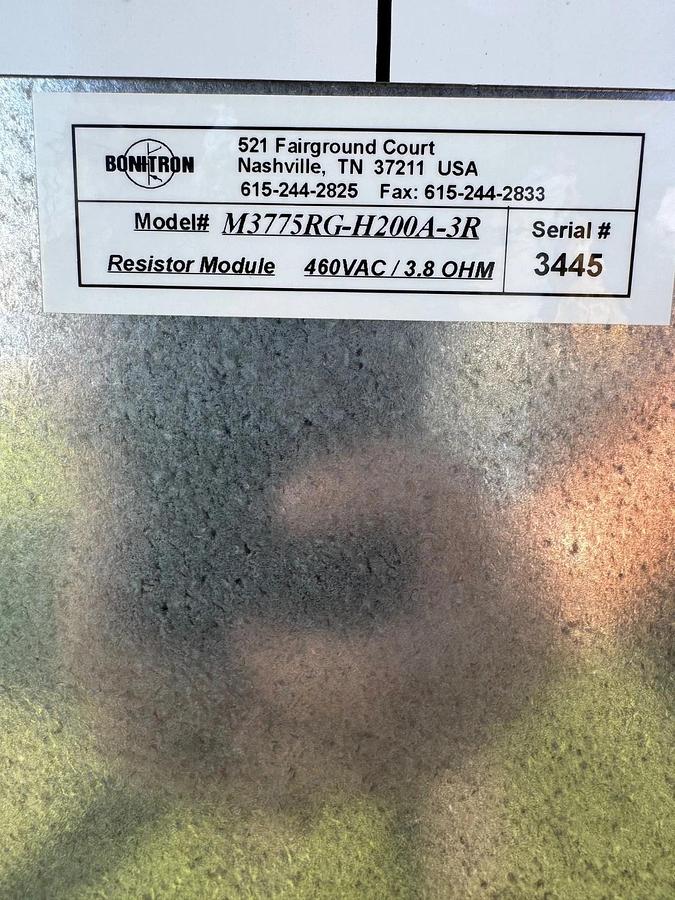 BONITRON
521 Fairground Court
Nashville, TN 37211 USA
615-244-2825 Fax: 615-244-2833
Model# M3775RG-H200A-3R
Resistor Module 460VAC / 3.8 OHM
Serial #
3445